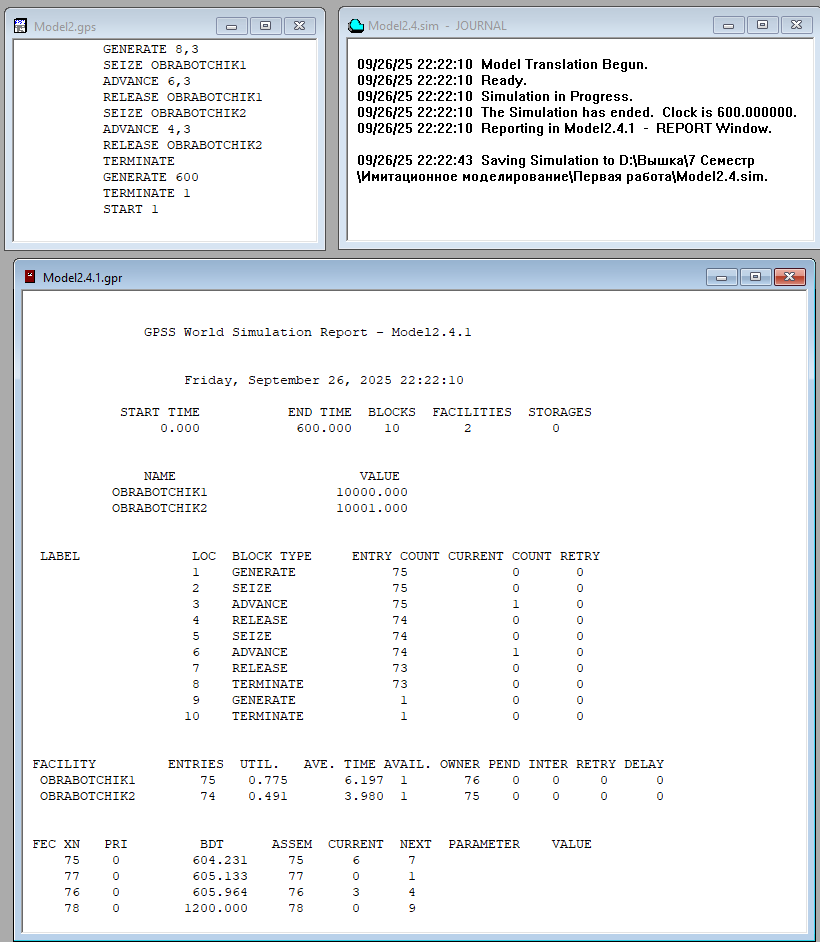 Model2.gps
GENERATE 8,3
SEIZE OBRABOTCHIK1
ADVANCE 6,3
RELEASE OBRABOTCHIK1
SEIZE OBRABOTCHIK2
ADVANCE 4,3
RELEASE OBRABOTCHIK2
TERMINATE
GENERATE 600
TERMINATE 1
START 1
Model2.4.sim - JOURNAL
09/26/25 22:22:10 Model Translation Begun.
09/26/25 22:22:10 Ready.
09/26/25 22:22:10 Simulation in Progress.
09/26/25 22:22:10 The Simulation has ended. Clock is 600.000000.
09/26/25 22:22:10 Reporting in Model2.4.1 - REPORT Window.
09/26/25 22:22:43 Saving Simulation to D:\Вышка\7 Семестр
\Имитационное моделирование\Первая работа\Model2.4.sim.
Model2.4.1.gpr
GPSS World Simulation Report - Model2.4.1
Friday, September 26, 2025 22:22:10
START TIME END TIME BLOCKS FACILITIES STORAGES
0.000 600.000 10 2 0
NAME VALUE
OBRABOTCHIK1 10000.000
OBRABOTCHIK2 10001.000
LABEL LOC BLOCK TYPE ENTRY COUNT CURRENT COUNT RETRY
1 GENERATE 75 0 0
2 SEIZE 75 0 0
3 ADVANCE 75 1 0
4 RELEASE 74 0 0
5 SEIZE 74 0 0
6 ADVANCE 74 1 0
7 RELEASE 73 0 0
8 TERMINATE 73 0 0
9 GENERATE 1 0 0
10 TERMINATE 1 0 0
FACILITY ENTRIES UTIL. AVE. TIME AVAIL. OWNER PEND INTER RETRY DELAY
OBRABOTCHIK1 75 0.775 6.197 1 76 0 0 0 0
OBRABOTCHIK2 74 0.491 3.980 1 75 0 0 0 0
FEC XN PRI BDT ASSEM CURRENT NEXT PARAMETER VALUE
75 0 604.231 75 6 7
77 0 605.133 77 0 1
76 0 605.964 76 3 4
78 0 1200.000 78 0 9